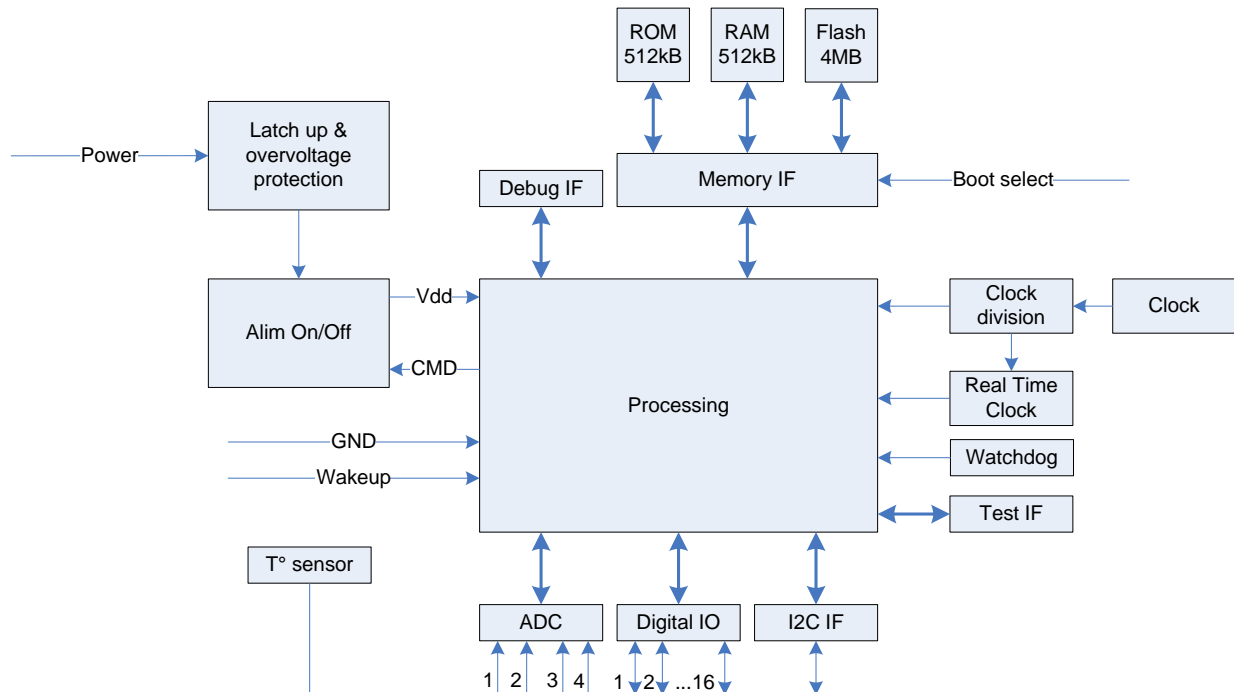 ROM
512kB
RAM
512kB
Flash
4MB
Latch up &
overvoltage
protection
Power
Debug IF
Memory IF
Boot select
Alim On/Off
Vdd
CMD
Processing
Clock
division
Clock
Real Time
Clock
GND
Wakeup
Watchdog
Test IF
T° sensor
ADC
Digital IO
I2C IF
1 2 3 4
1 2 ...16